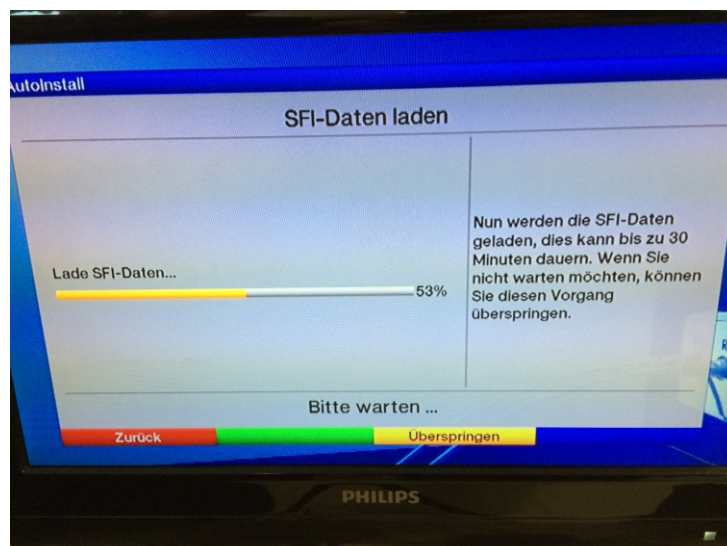 AutoInstall
SFI-Daten laden
Nun werden die SFI-Daten
geladen, dies kann bis zu 30
Minuten dauern. Wenn Sie
nicht warten möchten, können
Sie diesen Vorgang
überspringen.
Lade SFI-Daten...
53%
Bitte warten ...
Zurück
Überspringen
PHILIPS